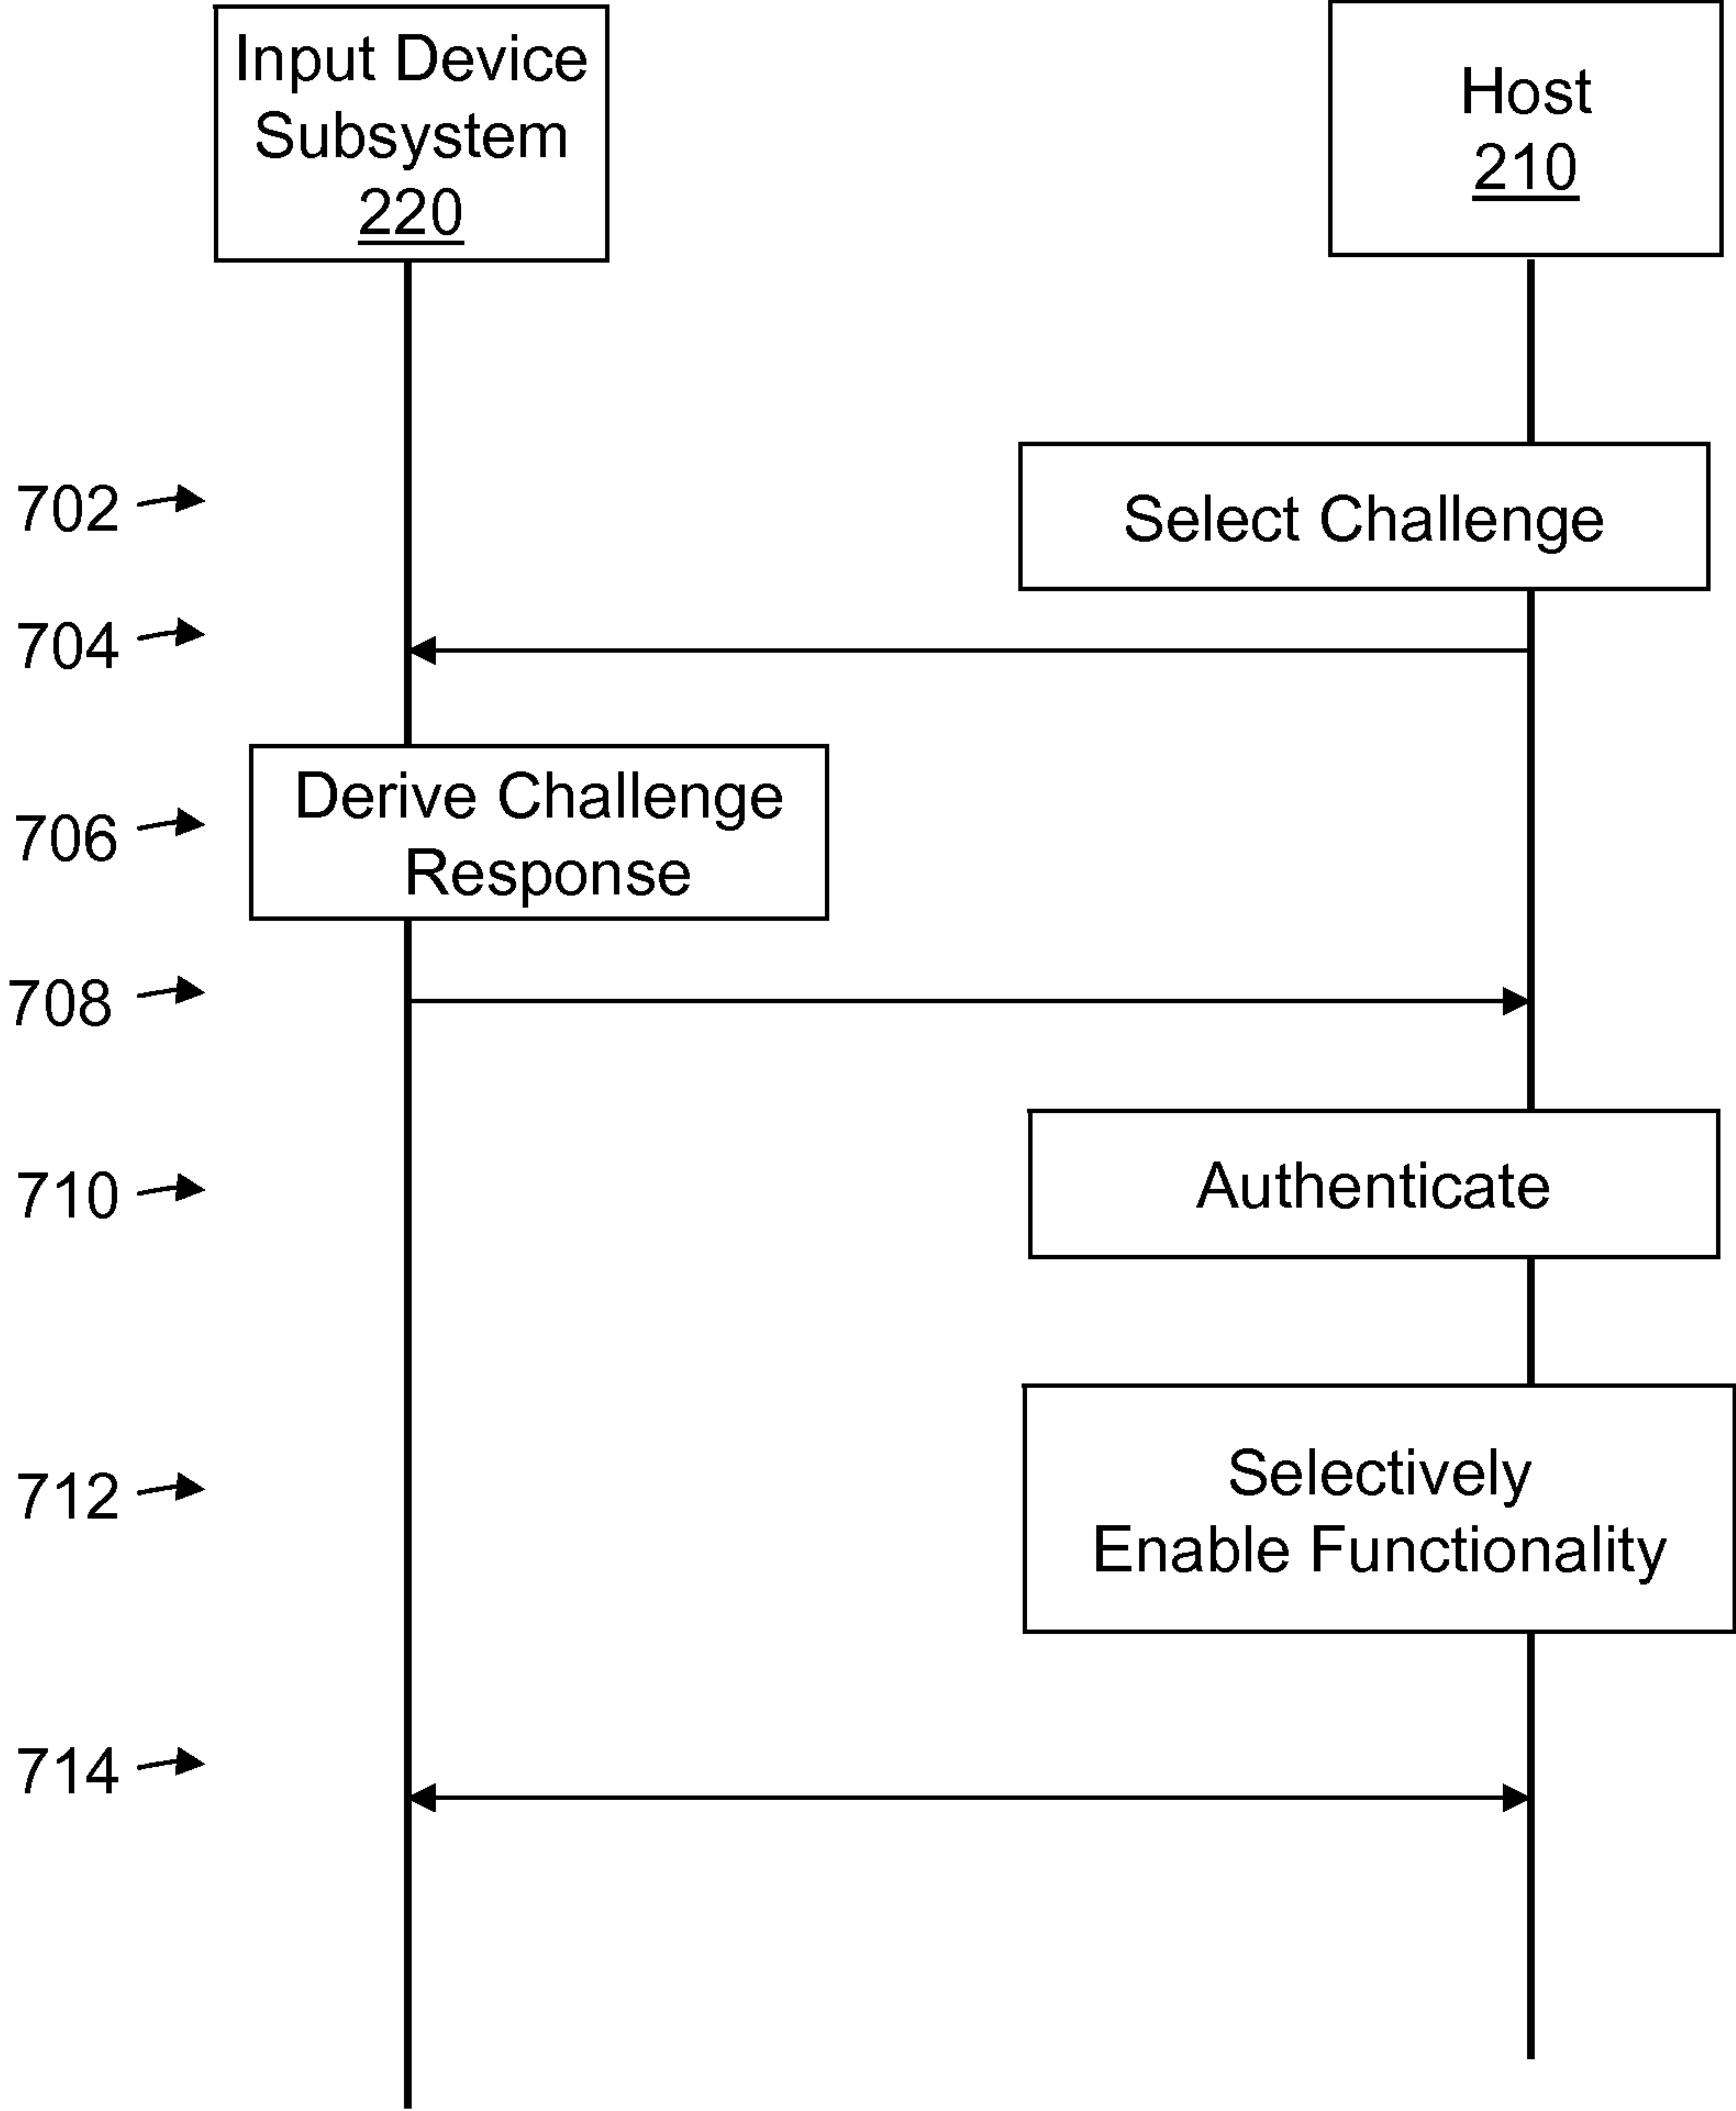 Input Device
Subsystem
220
Host
210
702
Select Challenge
704
706
Derive Challenge
Response
708
710
Authenticate
712
Selectively
Enable Functionality
714